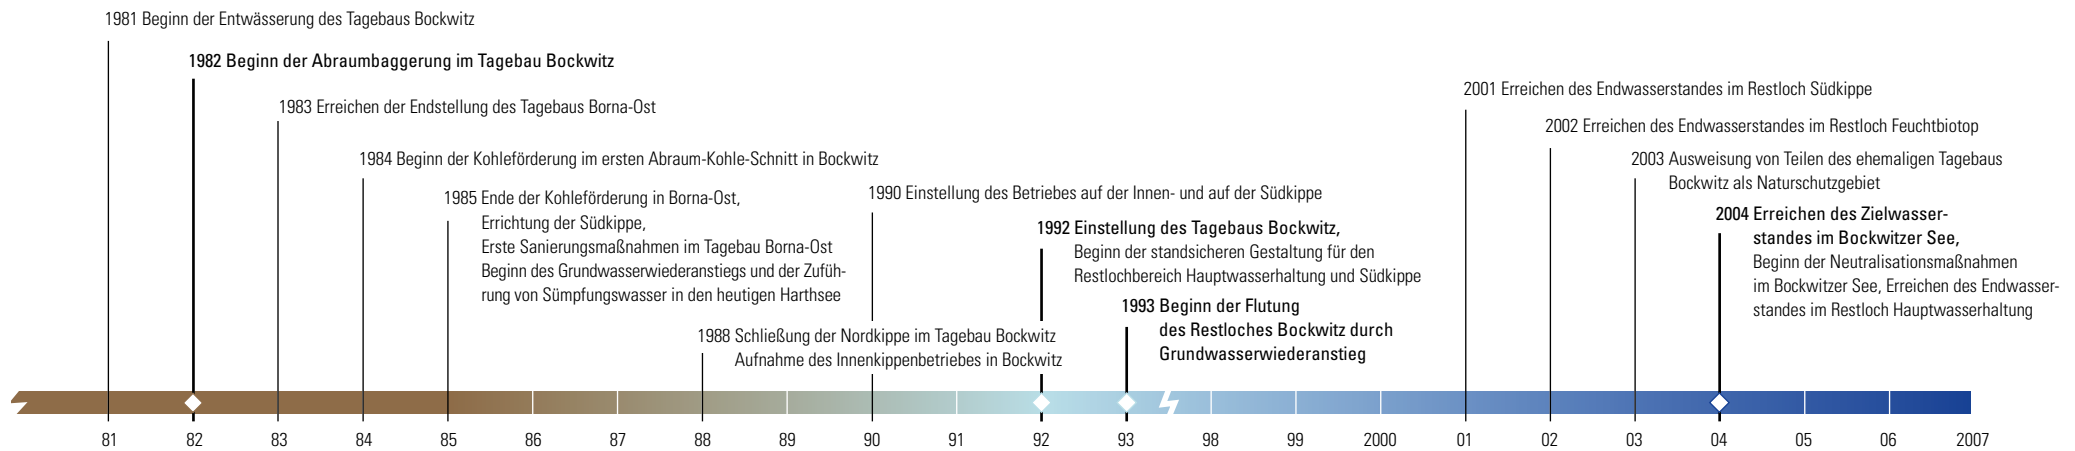 1981 Beginn der Entwässerung des Tagebaus Bockwitz
1982 Beginn der Abraumbaggerung im Tagebau Bockwitz
1983 Erreichen der Endstellung des Tagebaus Borna-Ost
1984 Beginn der Kohleförderung im ersten Abraum-Kohle-Schnitt in Bockwitz
1985 Ende der Kohleförderung in Borna-Ost,
Errichtung der Südkippe,
Erste Sanierungsmaßnahmen im Tagebau Borna-Ost
Beginn des Grundwasserwiederanstiegs und der Zufüh-
rung von Sümpfungswasser in den heutigen Harthsee
1988 Schließung der Nordkippe im Tagebau Bockwitz
Aufnahme des Innenkippenbetriebes in Bockwitz
1990 Einstellung des Betriebes auf der Innen- und auf der Südkippe
1992 Einstellung des Tagebaus Bockwitz,
Beginn der standsicheren Gestaltung für den
Restlochbereich Hauptwasserhaltung und Südkippe
1993 Beginn der Flutung
des Restloches Bockwitz durch
Grundwasserwiederanstieg
2001 Erreichen des Endwasserstandes im Restloch Südkippe
2002 Erreichen des Endwasserstandes im Restloch Feuchtbiotop
2003 Ausweisung von Teilen des ehemaligen Tagebaus
Bockwitz als Naturschutzgebiet
2004 Erreichen des Zielwasser-
standes im Bockwitzer See,
Beginn der Neutralisationsmaßnahmen
im Bockwitzer See, Erreichen des Endwasser-
standes im Restloch Hauptwasserhaltung
81 82 83 84 85 86 87 88 89 90 91 92 93 98 99 2000 01 02 03 04 05 06 2007